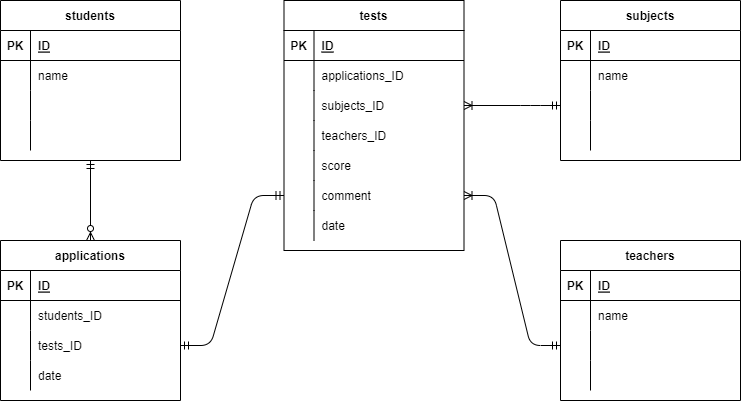 students
PK ID
name
tests
PK ID
applications_ID
subjects_ID
teachers_ID
score
comment
date
subjects
PK ID
name
applications
PK ID
students_ID
tests_ID
date
teachers
PK ID
name